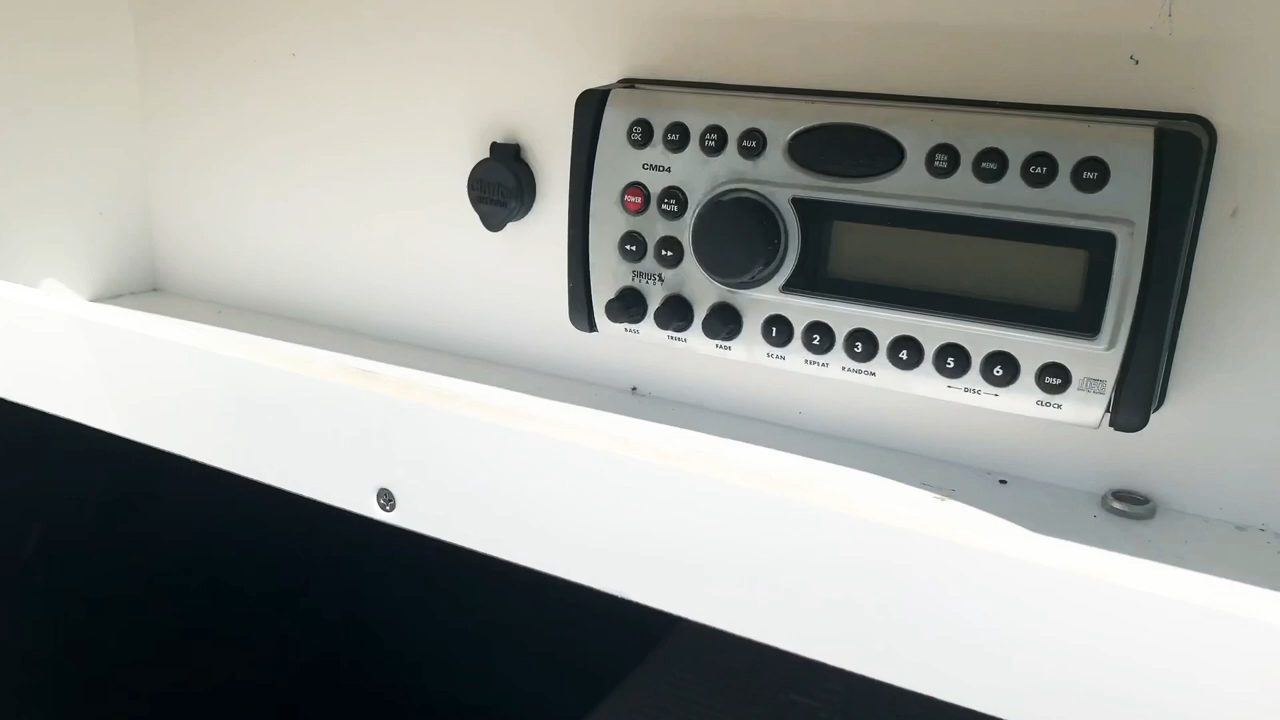 CD CDC
SAT
AM FM
AUX
SEEK MAN
MENU
CAT
ENT
CMD4
POWER
MUTE
SIRIUS
READY
BASS
TREBLE
FADE
1
2
3
4
5
6
DISP
SCAN
REPEAT
RANDOM
DISC
CLOCK